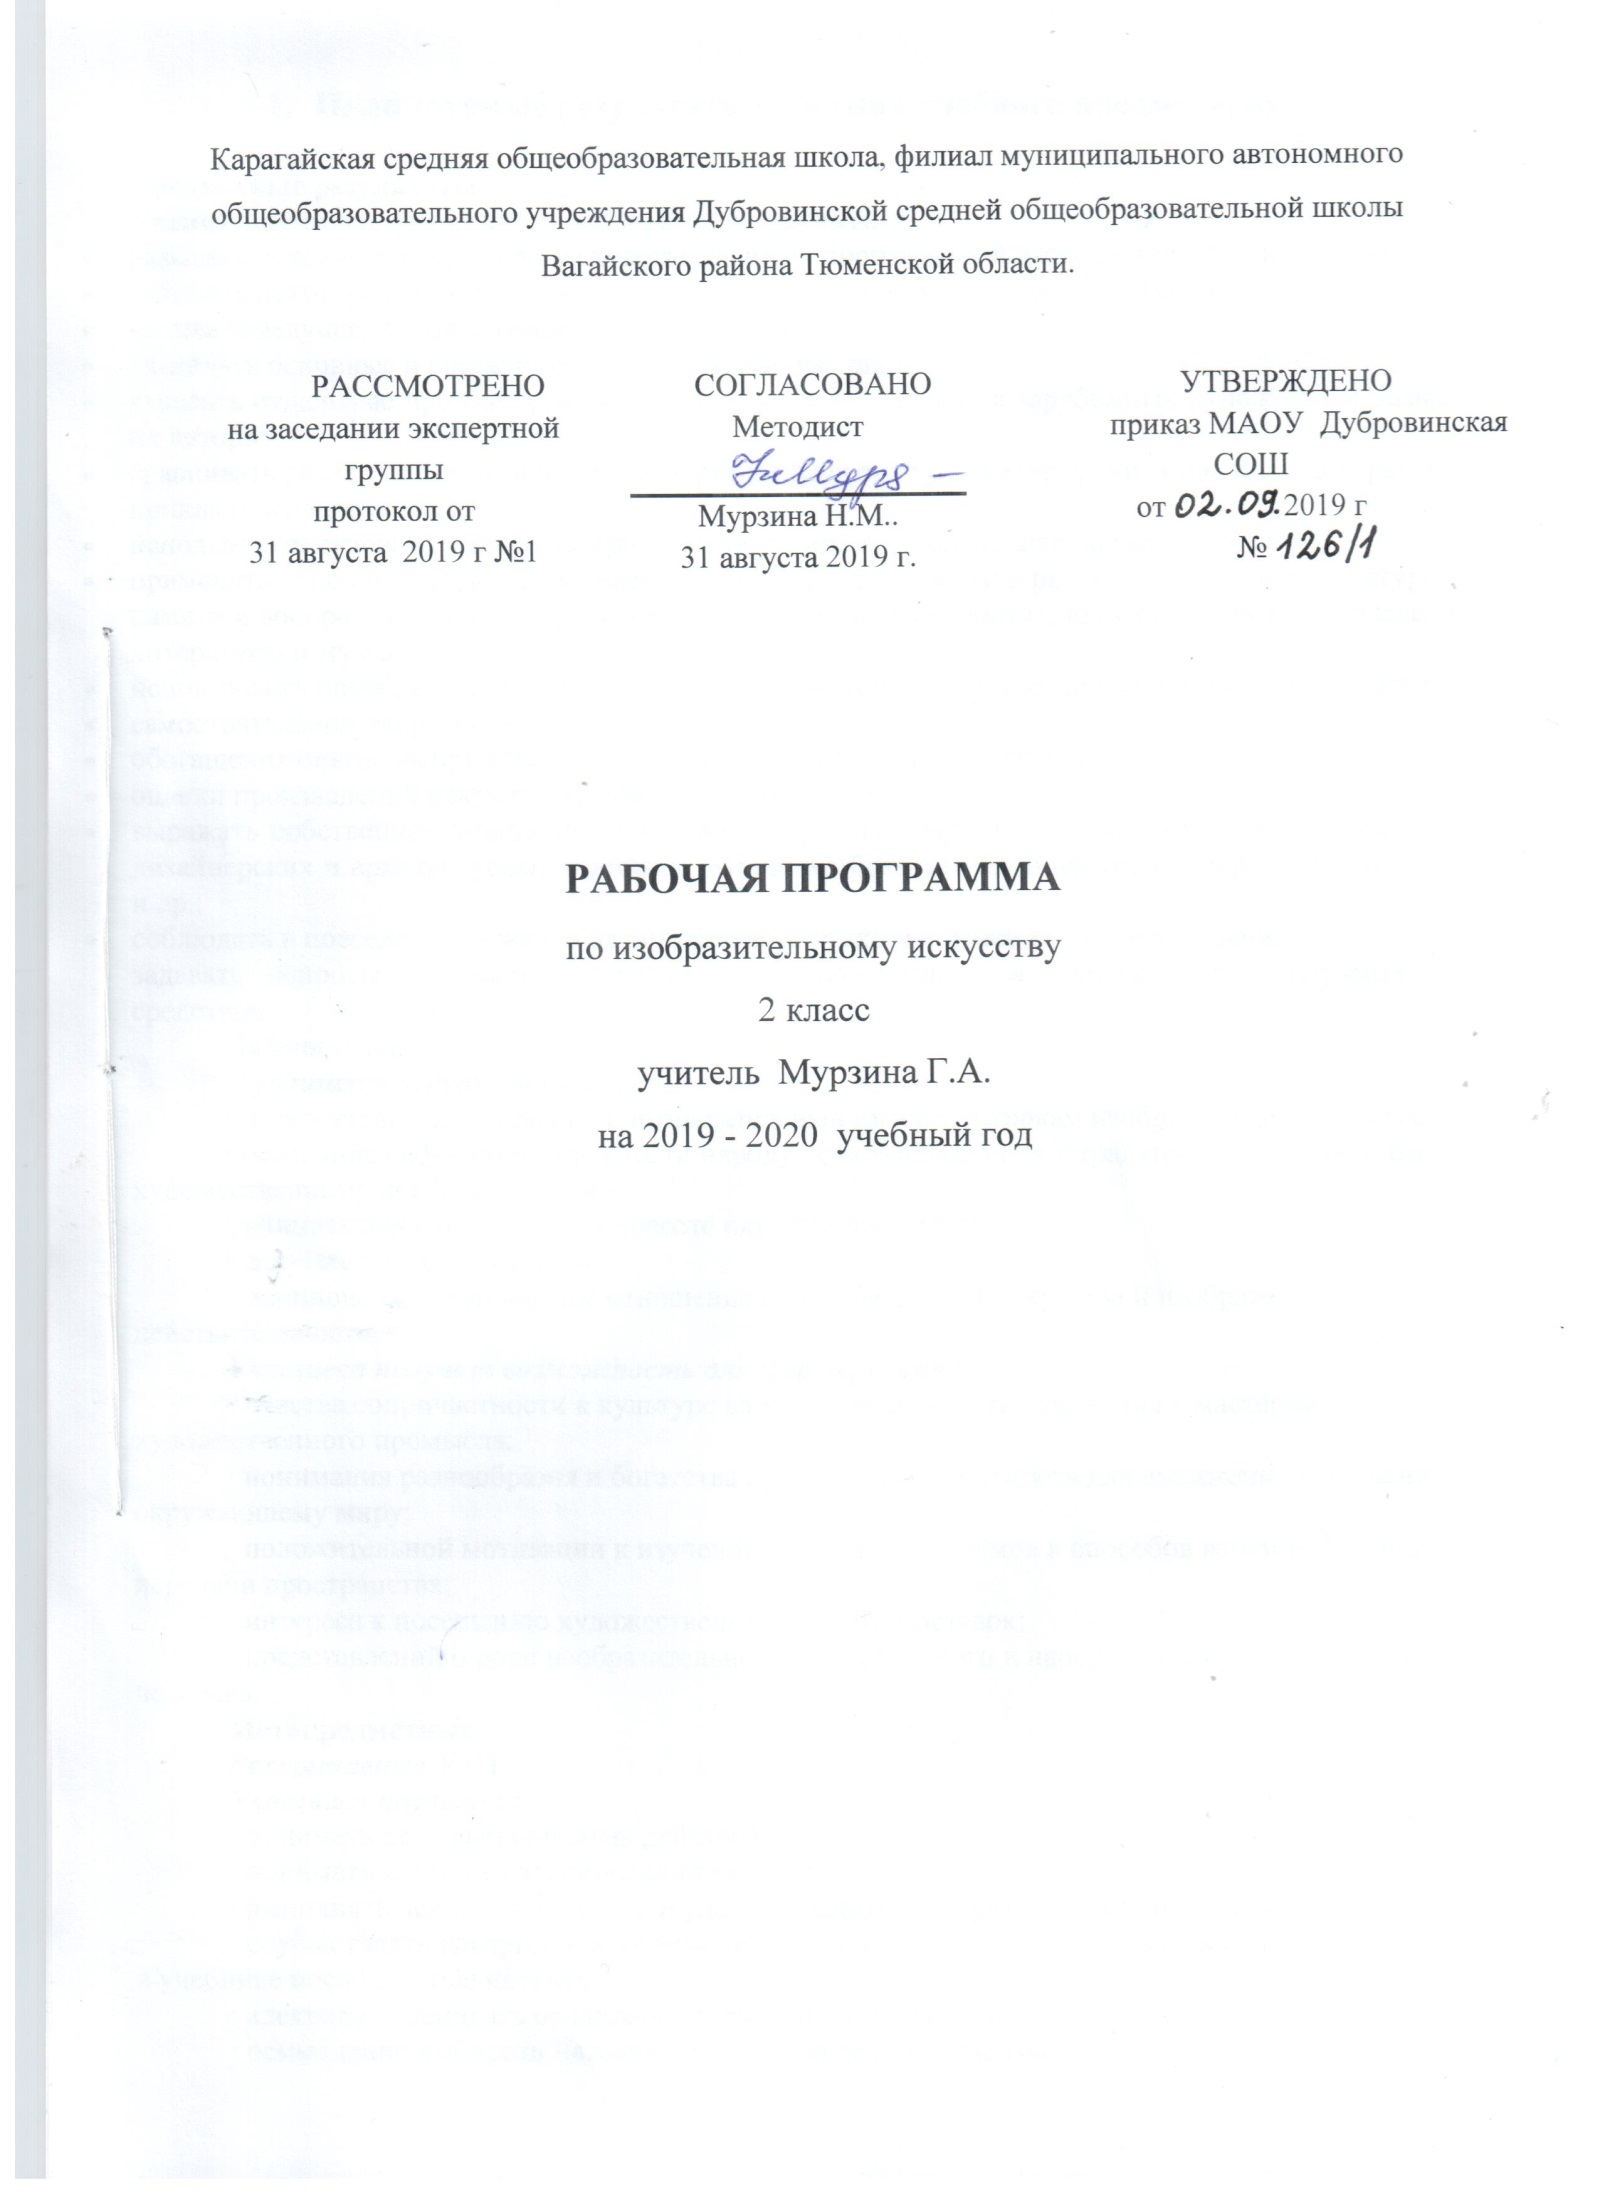 Карагайская средняя общеобразовательная школа, филиал муниципального автономного
общеобразовательного учреждения Дубровинской средней общеобразовательной школы
Вагайского района Тюменской области.
РАССМОТРЕНО
на заседании экспертной
группы
протокол от
31 августа 2019 г №1
СОГЛАСОВАНО
Методист
Мурзина Н.М..
31 августа 2019 г.
УТВЕРЖДЕНО
приказ МАОУ Дубровинская
СОШ
от 02.09.2019 г
№ 126/1
РАБОЧАЯ ПРОГРАММА
по изобразительному искусству
2 класс
учитель Мурзина Г.А.
на 2019 - 2020 учебный год